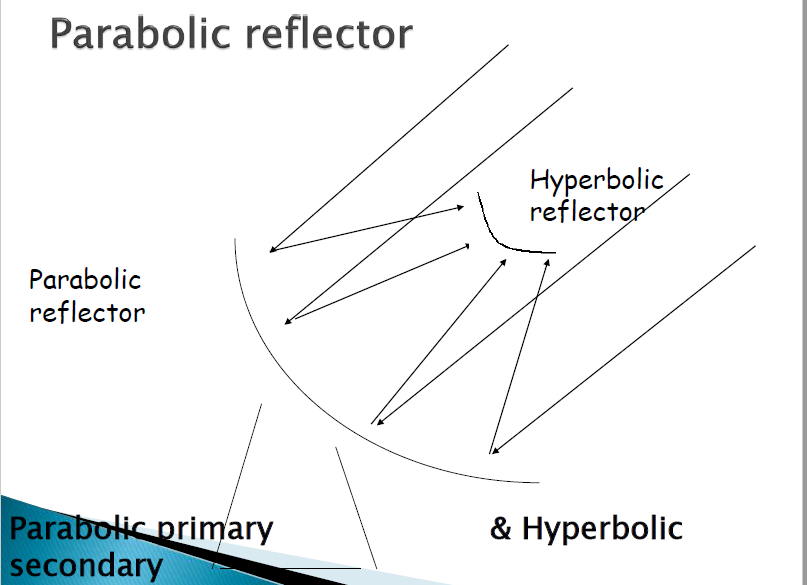 Parabolic reflector
Hyperbolic
reflector
Parabolic
reflector
Parabolic primary & Hyperbolic
secondary